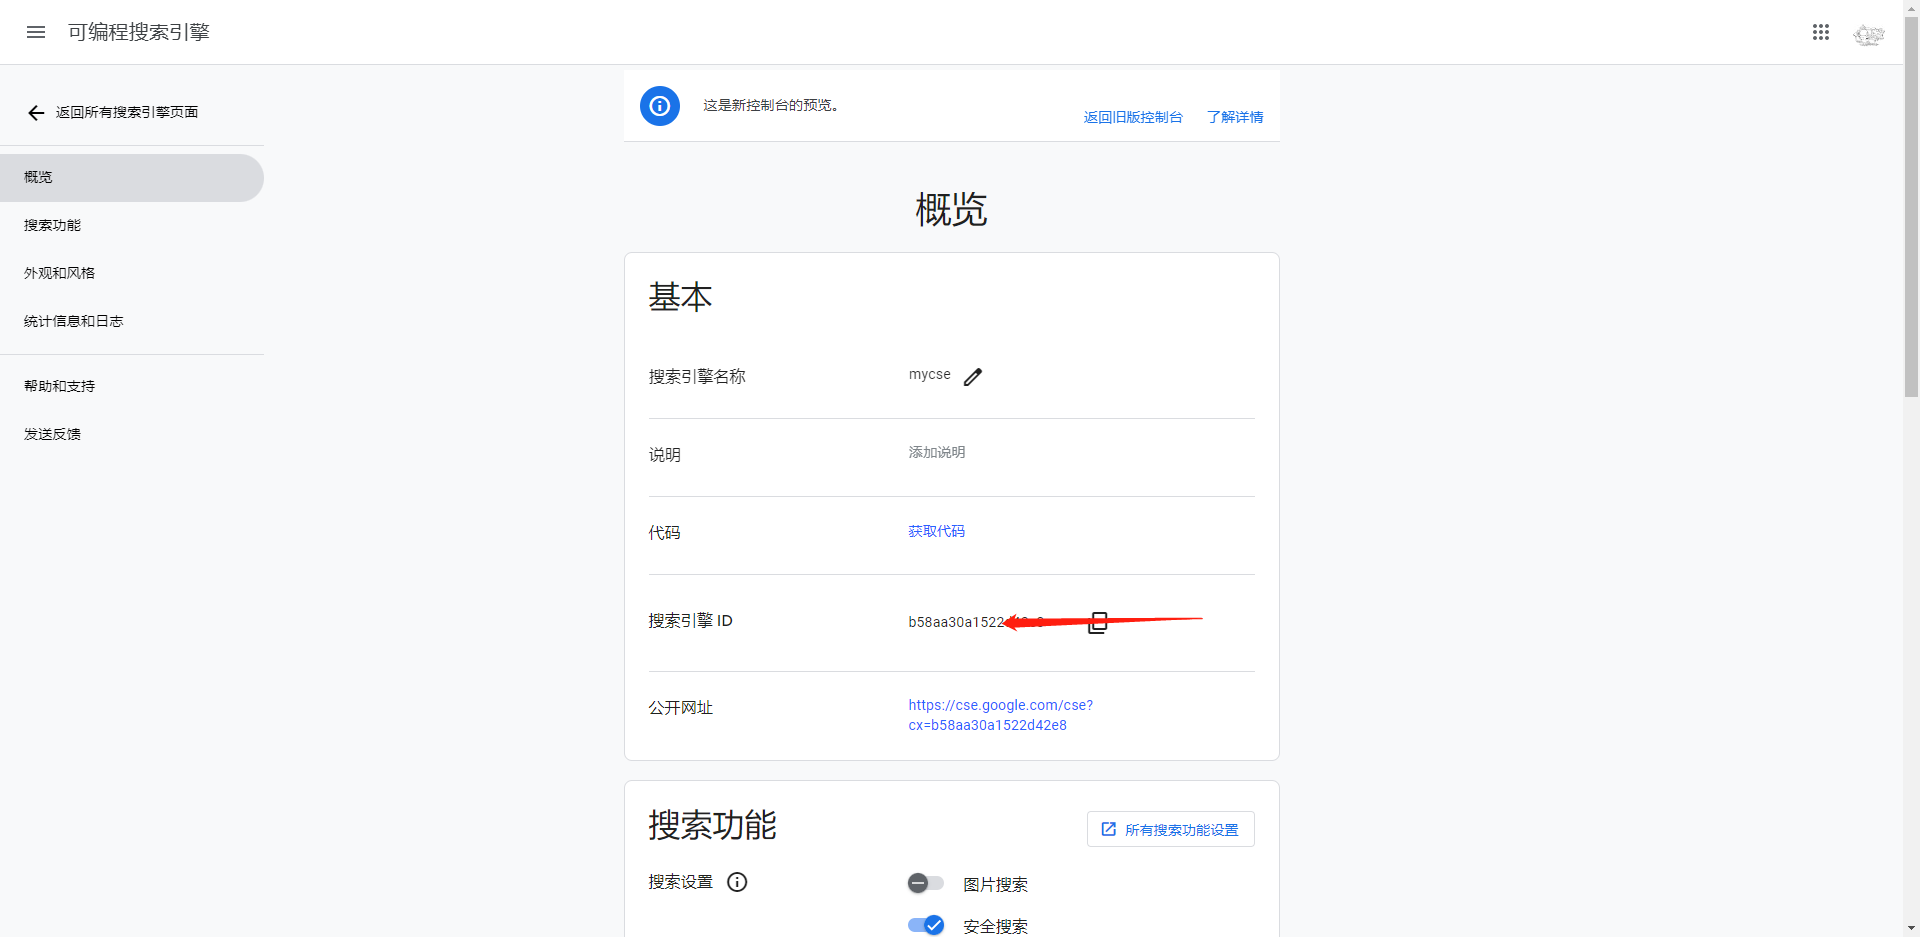 可编程搜索引擎
返回所有搜索引擎页面
概览
搜索功能
外观和风格
统计信息和日志
帮助和支持
发送反馈
这是新控制台的预览。
返回旧版控制台 了解详情
概览
基本
搜索引擎名称 mycse
说明 添加说明
代码 获取代码
搜索引擎 ID b58aa30a1522
公开网址 https://cse.google.com/cse?
cx=b58aa30a1522d42e8
搜索功能 所有搜索功能设置
搜索设置 图片搜索
安全搜索